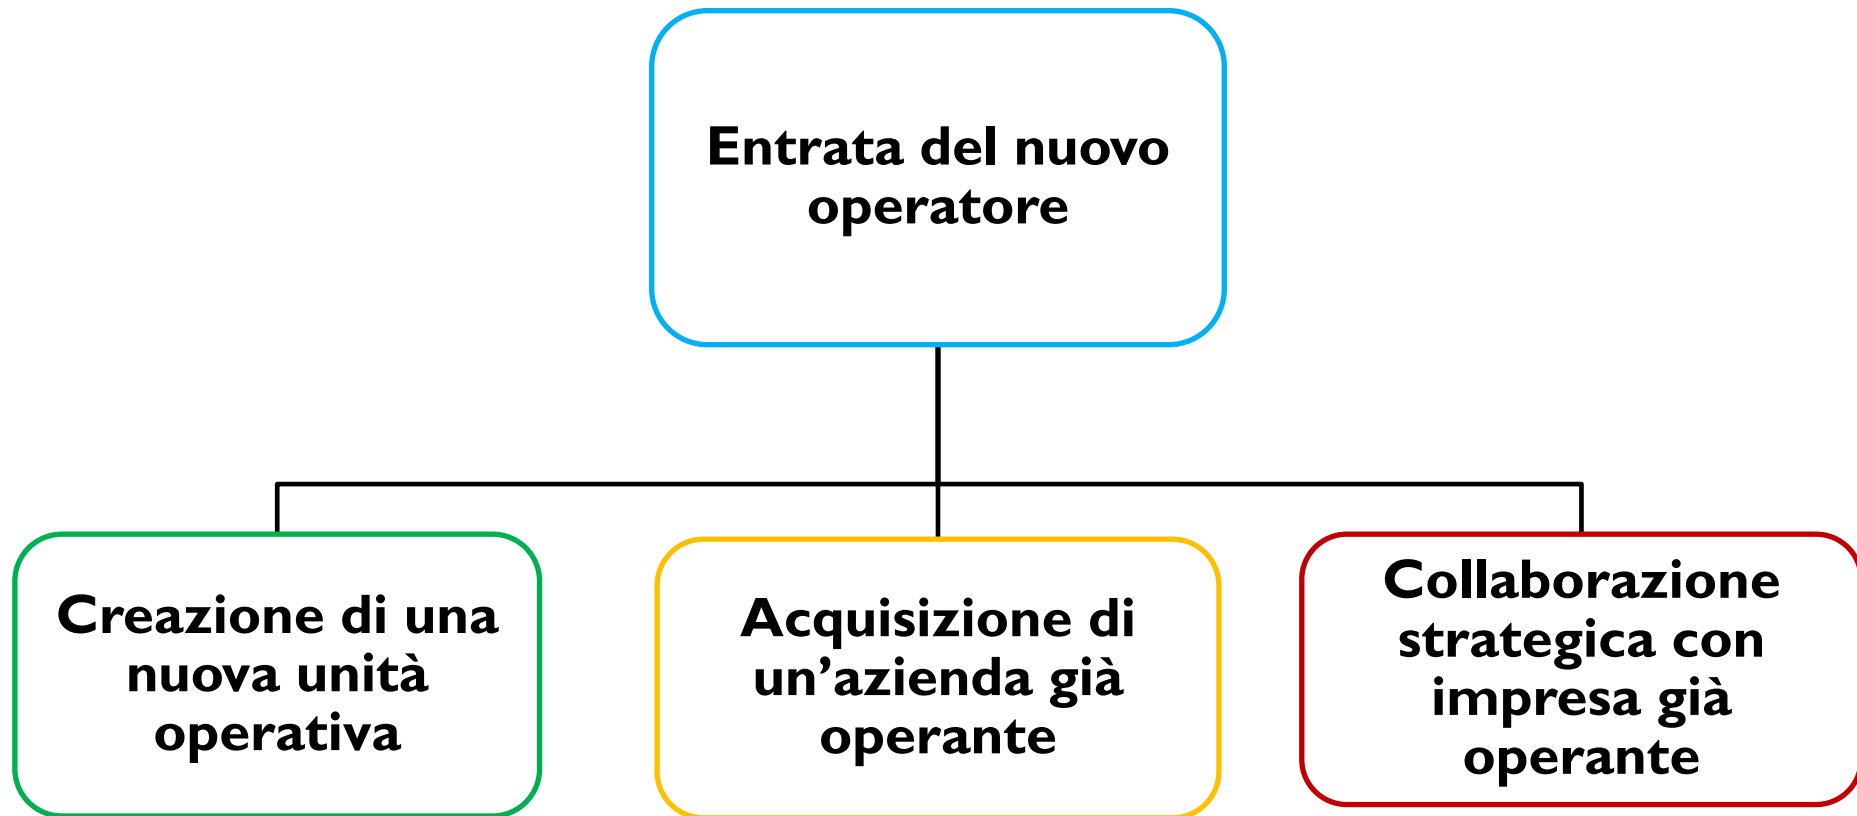 Entrata del nuovo
operatore
Creazione di una
nuova unità
operativa
Acquisizione di
un’azienda già
operante
Collaborazione
strategica con
impresa già
operante